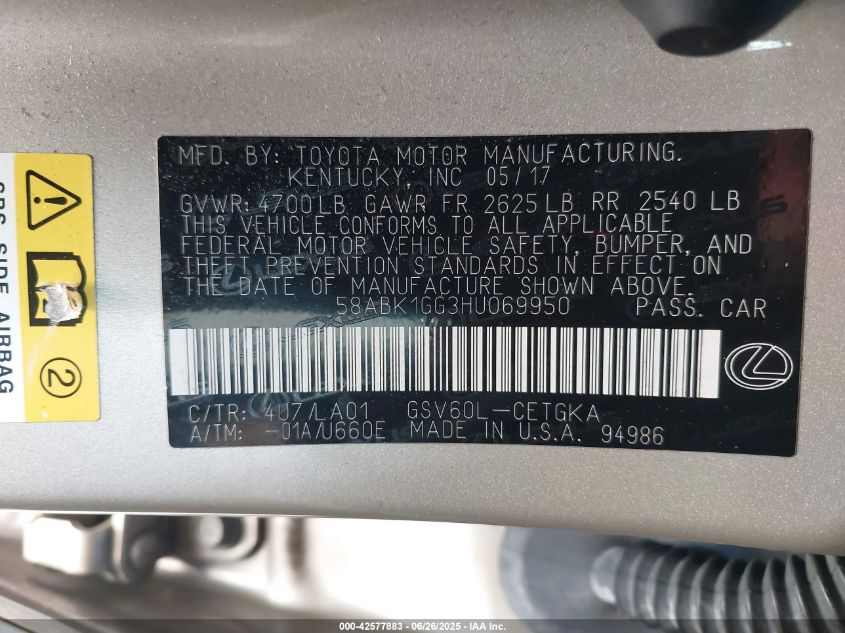 MFD. BY: TOYOTA MOTOR MANUFACTURING.
KENTUCKY, INC 05/17
GVWR: 4700LB GAWR FR 2625LB RR 2540 LB
THIS VEHICLE CONFORMS TO ALL APPLICABLE
FEDERAL MOTOR VEHICLE SAFETY, BUMPER, AND
THEFT PREVENTION STANDARDS IN EFFECT ON
THE DATE OF MANUFACTURE SHOWN ABOVE.
58ABK1GG3HU069950 PASS. CAR
C/TR: 4U7/LA01 GSV60L-CETGKA
A/TM: -01A/U660E MADE IN U.S.A. 94986
SRS SIDE AIRBAG
2
000-42577883 - 06/26/2025 - IAA Inc.